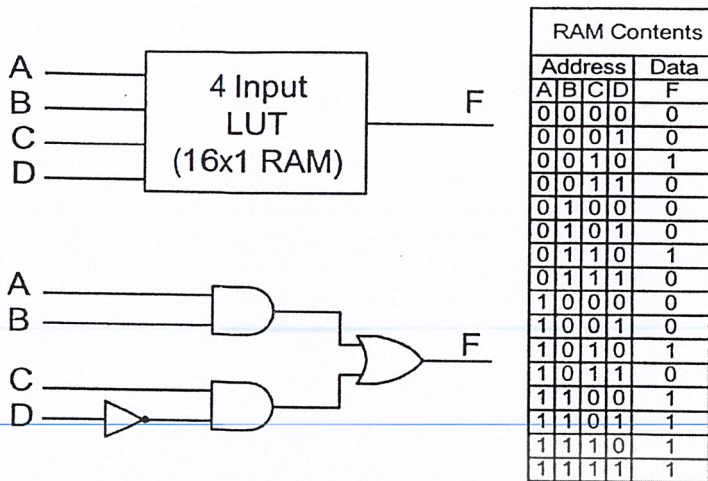 A
B
C
D
4 Input
LUT
(16x1 RAM)
F
A
B
C
D
F
RAM Contents
Address Data
A B C D F
0 0 0 0 0
0 0 0 1 0
0 0 1 0 1
0 0 1 1 0
0 1 0 0 0
0 1 0 1 0
0 1 1 0 1
0 1 1 1 0
1 0 0 0 0
1 0 0 1 0
1 0 1 0 1
1 0 1 1 0
1 1 0 0 1
1 1 0 1 1
1 1 1 0 1
1 1 1 1 1